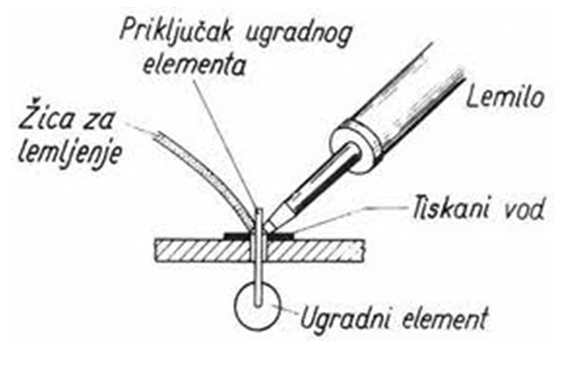 Priključak ugradnog
elementa
Žica za
lemljenje
Lemilo
Tiskani vod
Ugradni element